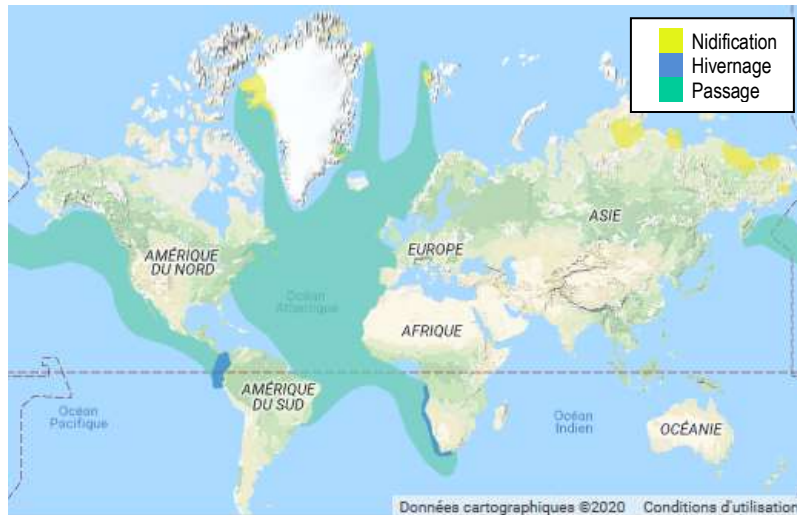 Nidification
Hivernage
Passage
ASIE
EUROPE
AMÉRIQUE
DU NORD
Océan
Atlantique
AFRIQUE
AMÉRIQUE
DU SUD
Océan
Pacifique
Océan
Indien
OCÉANIE
Données cartographiques ©2020 Conditions d'utilisation